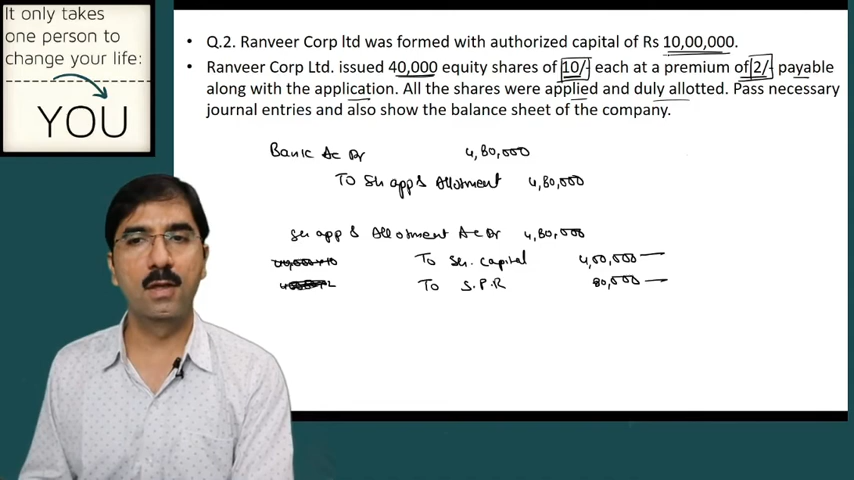 It only takes
one person to
change your life:
YOU
• Q.2. Ranveer Corp ltd was formed with authorized capital of Rs 10,00,000.
• Ranveer Corp Ltd. issued 40,000 equity shares of 10/- each at a premium of 2/- payable
along with the application. All the shares were applied and duly allotted. Pass necessary
journal entries and also show the balance sheet of the company.
Bank Ac Dr 4,80,000
To Sh app & Allotment 4,80,000
Sh app & Allotment Ac Dr 4,80,000
To Sh. Capital 4,00,000
To S.P.R 80,000